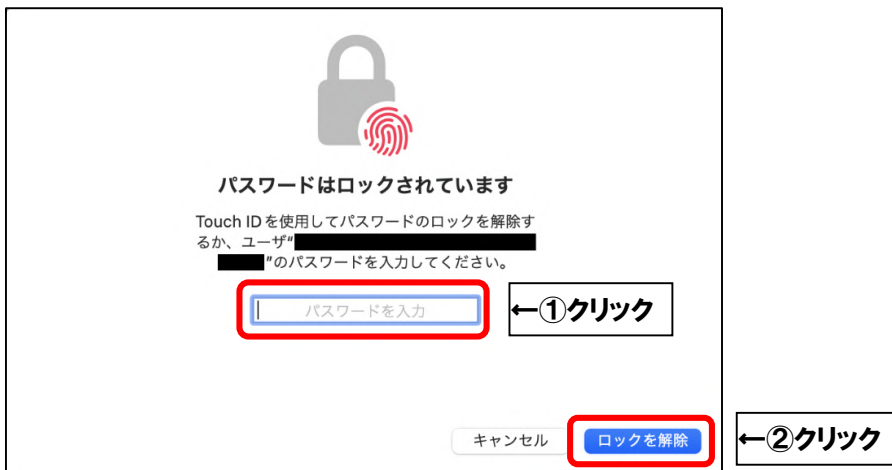 パスワードはロックされています
Touch IDを使用してパスワードのロックを解除す
るか、ユーザ"
"のパスワードを入力してください。
パスワードを入力
←①クリック
キャンセル
ロックを解除
←②クリック